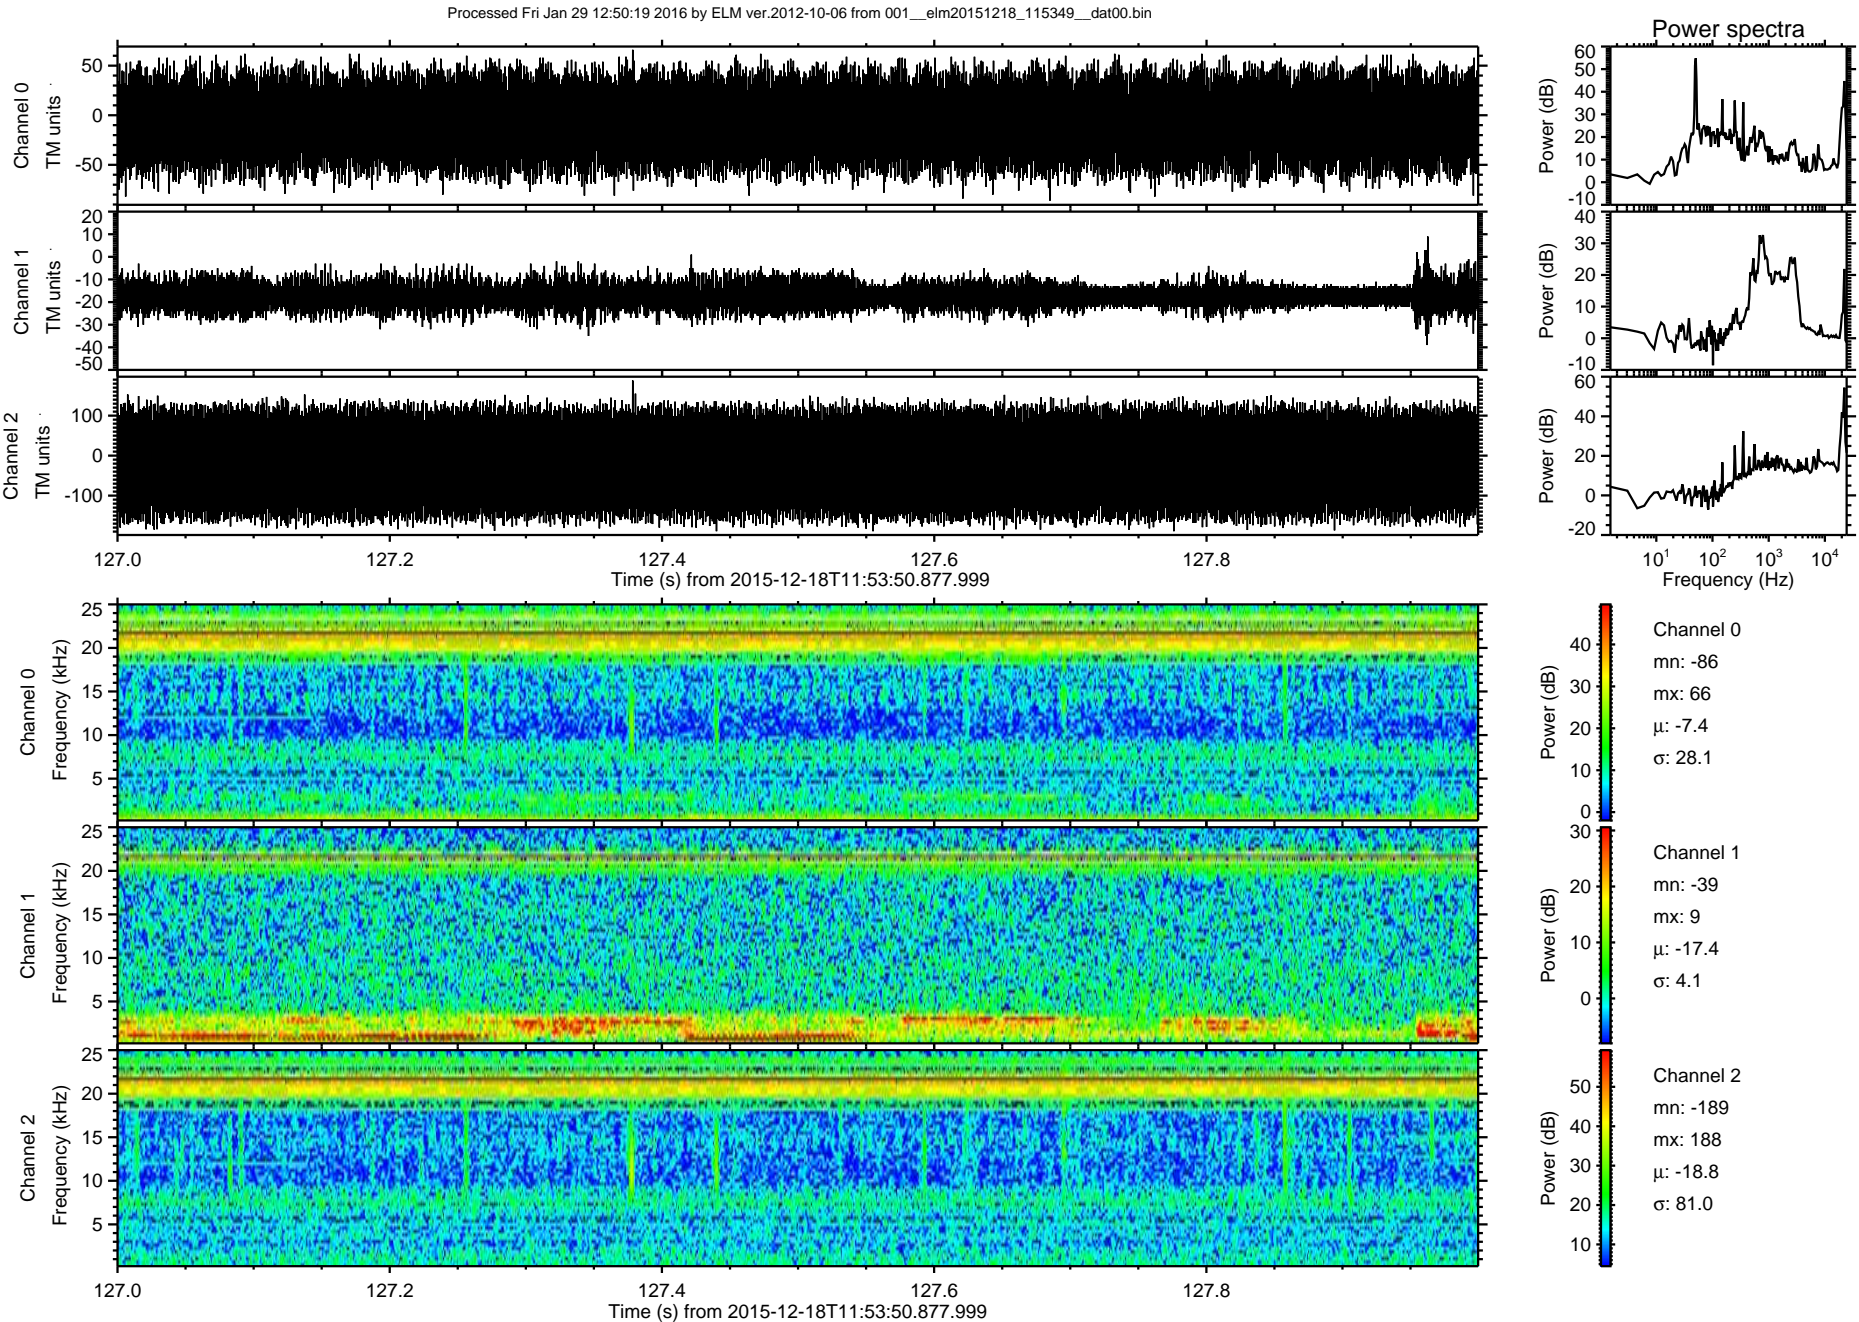 Processed Fri Jan 29 12:50:19 2016 by ELM ver.2012-10-06 from 001__elm20151218_115349__dat00.bin
Power spectra
Channel 0
TM units
50
0
-50
Power (dB)
60
50
40
30
20
10
0
-10
Channel 1
TM units
20
10
0
-10
-20
-30
-40
-50
Power (dB)
40
30
20
10
0
-10
Channel 2
TM units
100
0
-100
Power (dB)
60
40
20
0
-20
127.0 127.2 127.4 127.6 127.8
Time (s) from 2015-12-18T11:53:50.877.999
10¹ 10² 10³ 10⁴
Frequency (Hz)
Channel 0
Frequency (kHz)
25
20
15
10
5
Power (dB)
40
30
20
10
0
Channel 0
mn: -86
mx: 66
µ: -7.4
σ: 28.1
Channel 1
Frequency (kHz)
25
20
15
10
5
Power (dB)
30
20
10
0
Channel 1
mn: -39
mx: 9
µ: -17.4
σ: 4.1
Channel 2
Frequency (kHz)
25
20
15
10
5
Power (dB)
50
40
30
20
10
Channel 2
mn: -189
mx: 188
µ: -18.8
σ: 81.0
127.0 127.2 127.4 127.6 127.8
Time (s) from 2015-12-18T11:53:50.877.999